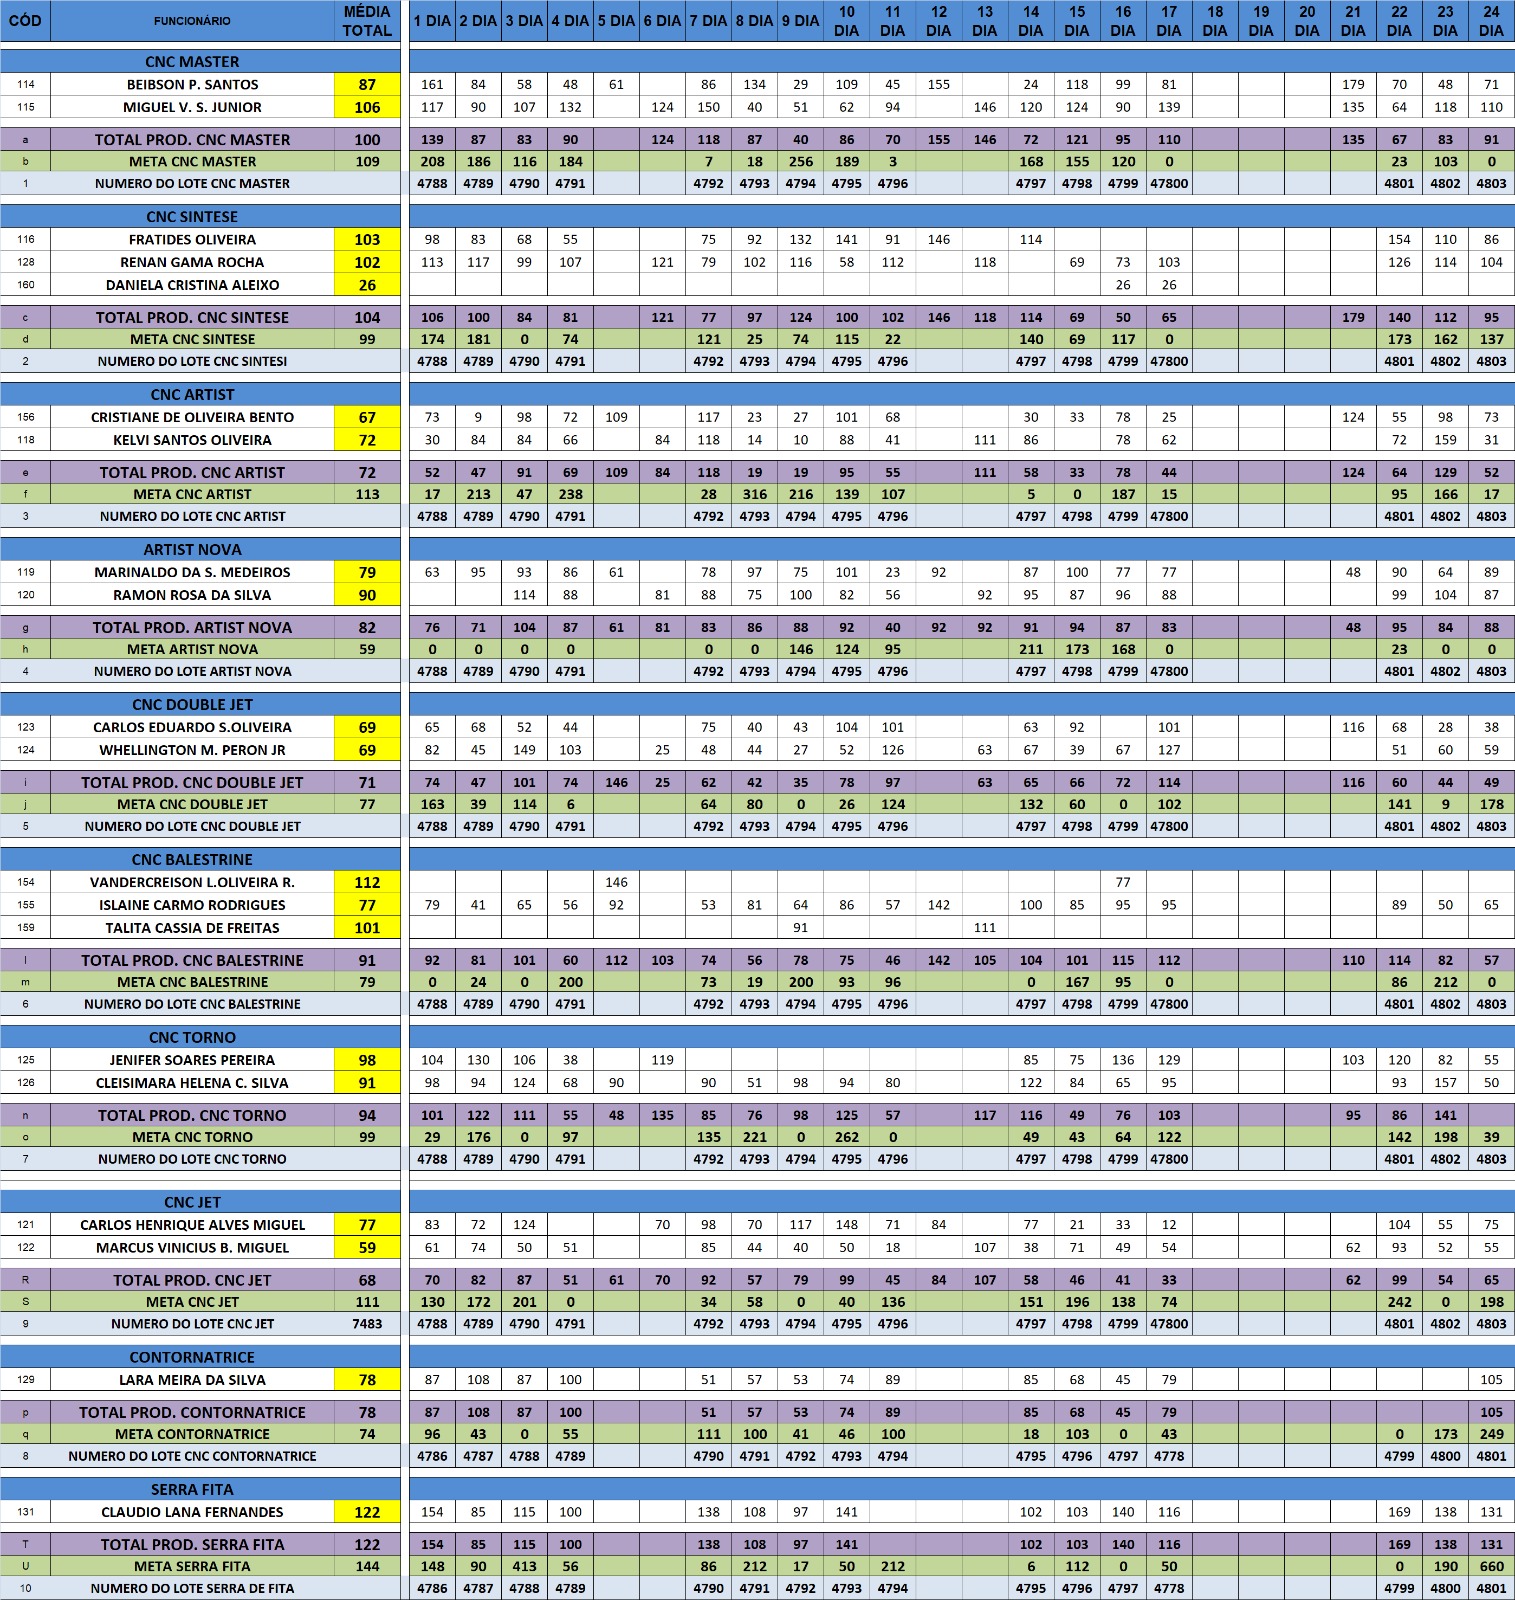 CÓD FUNCIONÁRIO MÉDIA TOTAL 1 DIA 2 DIA 3 DIA 4 DIA 5 DIA 6 DIA 7 DIA 8 DIA 9 DIA 10 DIA 11 DIA 12 DIA 13 DIA 14 DIA 15 DIA 16 DIA 17 DIA 18 DIA 19 DIA 20 DIA 21 DIA 22 DIA 23 DIA 24 DIA
CNC MASTER
114 BEIBSON P. SANTOS 87 161 84 58 48 61 86 134 29 109 45 155 24 118 99 81 179 70 48 71
115 MIGUEL V. S. JUNIOR 106 117 90 107 132 124 150 40 51 62 94 146 120 124 90 139 135 64 118 110
a TOTAL PROD. CNC MASTER 100 139 87 83 90 124 118 87 40 86 70 155 146 72 121 95 110 135 67 83 91
b META CNC MASTER 109 208 186 116 184 7 18 256 189 3 168 155 120 0 23 103 0
1 NUMERO DO LOTE CNC MASTER 4788 4789 4790 4791 4792 4793 4794 4795 4796 4797 4798 4799 47800 4801 4802 4803
CNC SINTESE
116 FRATIDES OLIVEIRA 103 98 83 68 55 75 92 132 141 91 146 114 154 110 86
128 RENAN GAMA ROCHA 102 113 117 99 107 121 79 102 116 58 112 118 69 73 103 126 114 104
160 DANIELA CRISTINA ALEIXO 26 26 26
c TOTAL PROD. CNC SINTESE 104 106 100 84 81 121 77 97 124 100 102 146 118 114 69 50 65 179 140 112 95
d META CNC SINTESE 99 174 181 0 74 121 25 74 115 22 140 69 117 0 173 162 137
2 NUMERO DO LOTE CNC SINTESI 4788 4789 4790 4791 4792 4793 4794 4795 4796 4797 4798 4799 47800 4801 4802 4803
CNC ARTIST
156 CRISTIANE DE OLIVEIRA BENTO 67 73 9 98 72 109 117 23 27 101 68 30 33 78 25 124 55 98 73
118 KELVI SANTOS OLIVEIRA 72 30 84 84 66 84 118 14 10 88 41 111 86 78 62 72 159 31
e TOTAL PROD. CNC ARTIST 72 52 47 91 69 109 84 118 19 19 95 55 111 58 33 78 44 124 64 129 52
f META CNC ARTIST 113 17 213 47 238 28 316 216 139 107 5 0 187 15 95 166 17
3 NUMERO DO LOTE CNC ARTIST 4788 4789 4790 4791 4792 4793 4794 4795 4796 4797 4798 4799 47800 4801 4802 4803
ARTIST NOVA
119 MARINALDO DA S. MEDEIROS 79 63 95 93 86 61 78 97 75 101 23 92 87 100 77 77 48 90 64 89
120 RAMON ROSA DA SILVA 90 114 88 81 88 75 100 82 56 92 95 87 96 88 99 104 87
g TOTAL PROD. ARTIST NOVA 82 76 71 104 87 61 81 83 86 88 92 40 92 92 91 94 87 83 48 95 84 88
h META ARTIST NOVA 59 0 0 0 0 0 0 146 124 95 211 173 168 0 23 0 0
4 NUMERO DO LOTE ARTIST NOVA 4788 4789 4790 4791 4792 4793 4794 4795 4796 4797 4798 4799 47800 4801 4802 4803
CNC DOUBLE JET
123 CARLOS EDUARDO S.OLIVEIRA 69 65 68 52 44 75 40 43 104 101 63 92 101 116 68 28 38
124 WHELLINGTON M. PERON JR 69 82 45 149 103 25 48 44 27 52 126 63 67 39 67 127 51 60 59
i TOTAL PROD. CNC DOUBLE JET 71 74 47 101 74 146 25 62 42 35 78 97 63 65 66 72 114 116 60 44 49
j META CNC DOUBLE JET 77 163 39 114 6 64 80 0 26 124 132 60 0 102 141 9 178
5 NUMERO DO LOTE CNC DOUBLE JET 4788 4789 4790 4791 4792 4793 4794 4795 4796 4797 4798 4799 47800 4801 4802 4803
CNC BALESTRINE
154 VANDERCREISON L.OLIVEIRA R. 112 146 77
155 ISLAINE CARMO RODRIGUES 77 79 41 65 56 92 53 81 64 86 57 142 100 85 95 95 89 50 65
159 TALITA CASSIA DE FREITAS 101 91 111
l TOTAL PROD. CNC BALESTRINE 91 92 81 101 60 112 103 74 56 78 75 46 142 105 104 101 115 112 110 114 82 57
m META CNC BALESTRINE 79 0 24 0 200 73 19 200 93 96 0 167 95 0 86 212 0
6 NUMERO DO LOTE CNC BALESTRINE 4788 4789 4790 4791 4792 4793 4794 4795 4796 4797 4798 4799 47800 4801 4802 4803
CNC TORNO
125 JENIFER SOARES PEREIRA 98 104 130 106 38 119 85 75 136 129 103 120 82 55
126 CLEISIMARA HELENA C. SILVA 91 98 94 124 68 90 90 51 98 94 80 122 84 65 95 93 157 50
n TOTAL PROD. CNC TORNO 94 101 122 111 55 48 135 85 76 98 125 57 117 116 49 76 103 95 86 141
o META CNC TORNO 99 29 176 0 97 135 221 0 262 0 49 43 64 122 142 198 39
7 NUMERO DO LOTE CNC TORNO 4788 4789 4790 4791 4792 4793 4794 4795 4796 4797 4798 4799 47800 4801 4802 4803
CNC JET
121 CARLOS HENRIQUE ALVES MIGUEL 77 83 72 124 70 98 70 117 148 71 84 77 21 33 12 104 55 75
122 MARCUS VINICIUS B. MIGUEL 59 61 74 50 51 85 44 40 50 18 107 38 71 49 54 62 93 52 55
R TOTAL PROD. CNC JET 68 70 82 87 51 61 70 92 57 79 99 45 84 107 58 46 41 33 62 99 54 65
S META CNC JET 111 130 172 201 0 34 58 0 40 136 151 196 138 74 242 0 198
9 NUMERO DO LOTE CNC JET 7483 4788 4789 4790 4791 4792 4793 4794 4795 4796 4797 4798 4799 47800 4801 4802 4803
CONTORNATRICE
129 LARA MEIRA DA SILVA 78 87 108 87 100 51 57 53 74 89 85 68 45 79 105
p TOTAL PROD. CONTORNATRICE 78 87 108 87 100 51 57 53 74 89 85 68 45 79 105
q META CONTORNATRICE 74 96 43 0 55 111 100 41 46 100 18 103 0 43 0 173 249
8 NUMERO DO LOTE CNC CONTORNATRICE 4786 4787 4788 4789 4790 4791 4792 4793 4794 4795 4796 4797 4778 4799 4800 4801
SERRA FITA
131 CLAUDIO LANA FERNANDES 122 154 85 115 100 138 108 97 141 102 103 140 116 169 138 131
T TOTAL PROD. SERRA FITA 122 154 85 115 100 138 108 97 141 102 103 140 116 169 138 131
U META SERRA FITA 144 148 90 413 56 86 212 17 50 212 6 112 0 50 0 190 660
10 NUMERO DO LOTE SERRA DE FITA 4786 4787 4788 4789 4790 4791 4792 4793 4794 4795 4796 4797 4778 4799 4800 4801